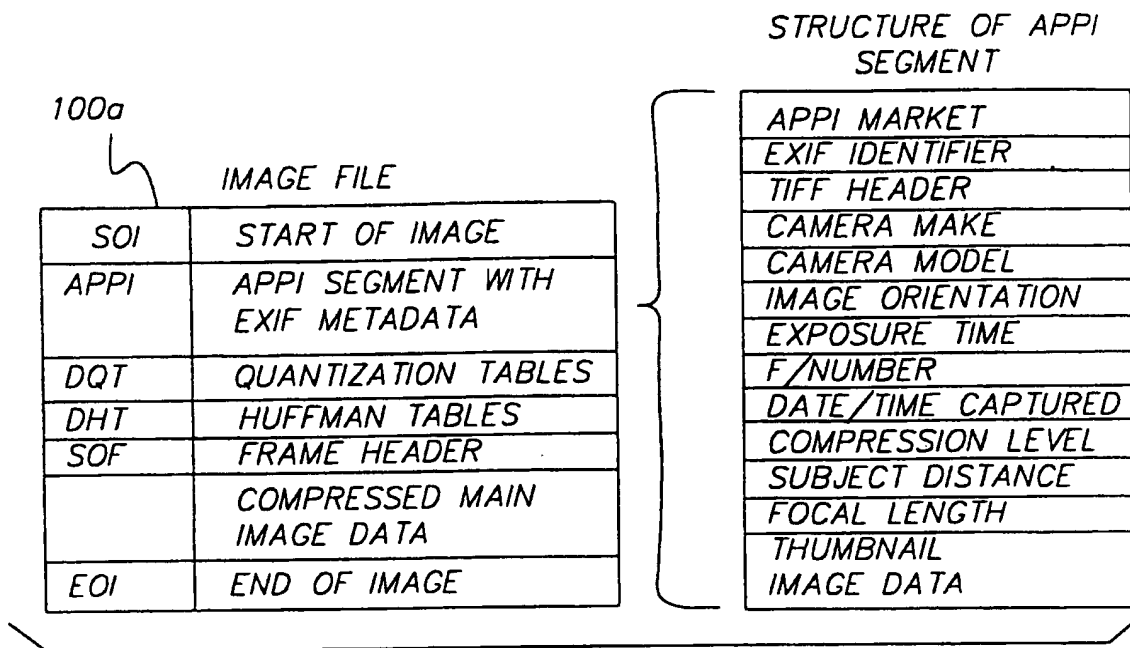 STRUCTURE OF APPI
SEGMENT
100a
IMAGE FILE
SOI START OF IMAGE
APPI APPI SEGMENT WITH
EXIF METADATA
DQT QUANTIZATION TABLES
DHT HUFFMAN TABLES
SOF FRAME HEADER
COMPRESSED MAIN
IMAGE DATA
EOI END OF IMAGE
APPI MARKET
EXIF IDENTIFIER
TIFF HEADER
CAMERA MAKE
CAMERA MODEL
IMAGE ORIENTATION
EXPOSURE TIME
F/NUMBER
DATE/TIME CAPTURED
COMPRESSION LEVEL
SUBJECT DISTANCE
FOCAL LENGTH
THUMBNAIL
IMAGE DATA